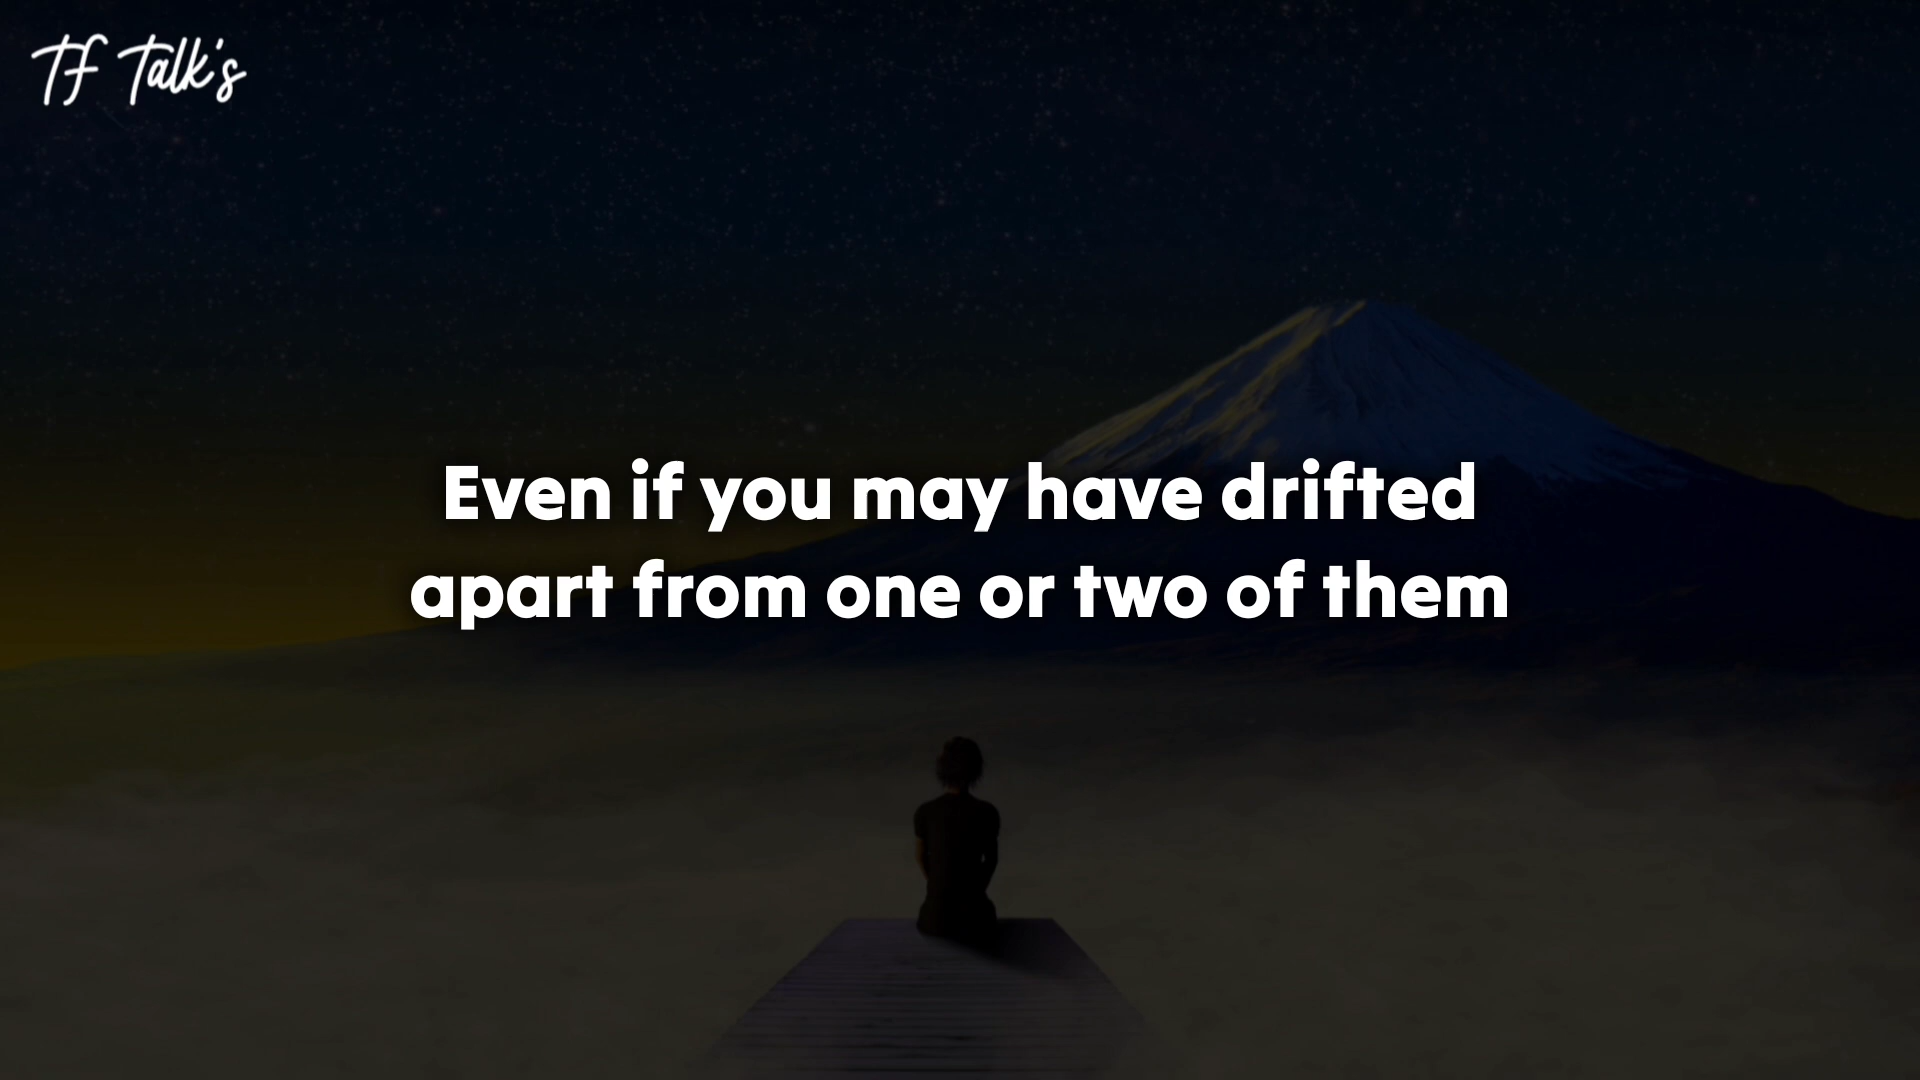 TF Talk's
Even if you may have drifted
apart from one or two of them